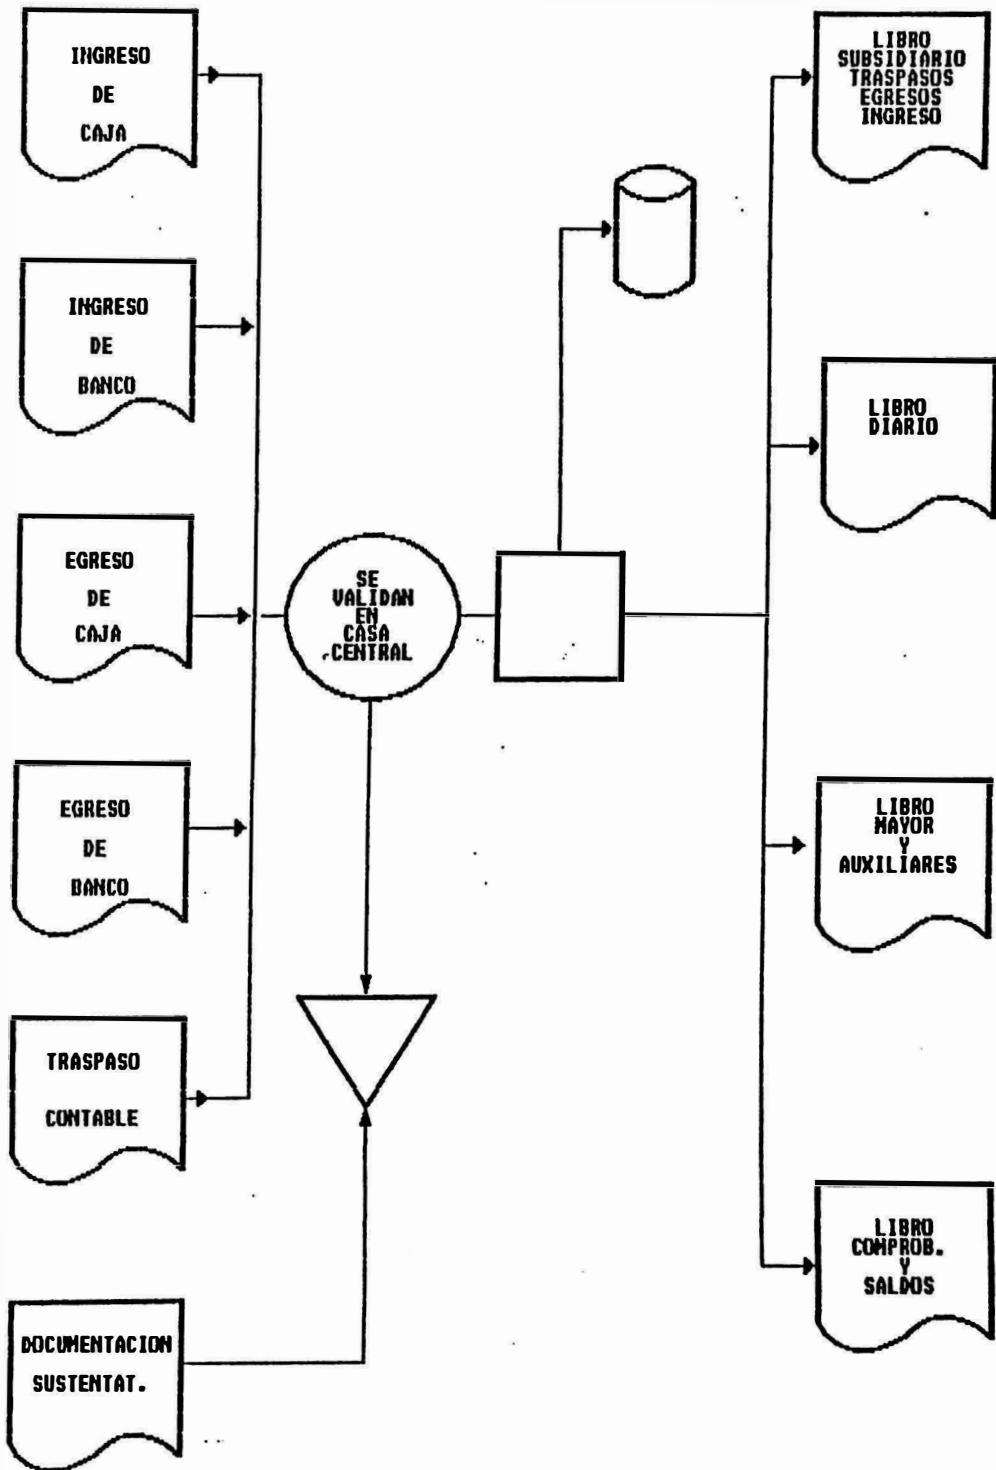 INGRESO
DE
CAJA
INGRESO
DE
BANCO
EGRESO
DE
CAJA
EGRESO
DE
BANCO
TRASPASO
CONTABLE
DOCUMENTACION
SUSTENTAT.
SE
VALIDAN
EN
CASA
CENTRAL
LIBRO
SUBSIDIARIO
TRASPASOS
EGRESOS
INGRESO
LIBRO
DIARIO
LIBRO
MAYOR
Y
AUXILIARES
LIBRO
COMPROB.
Y
SALDOS